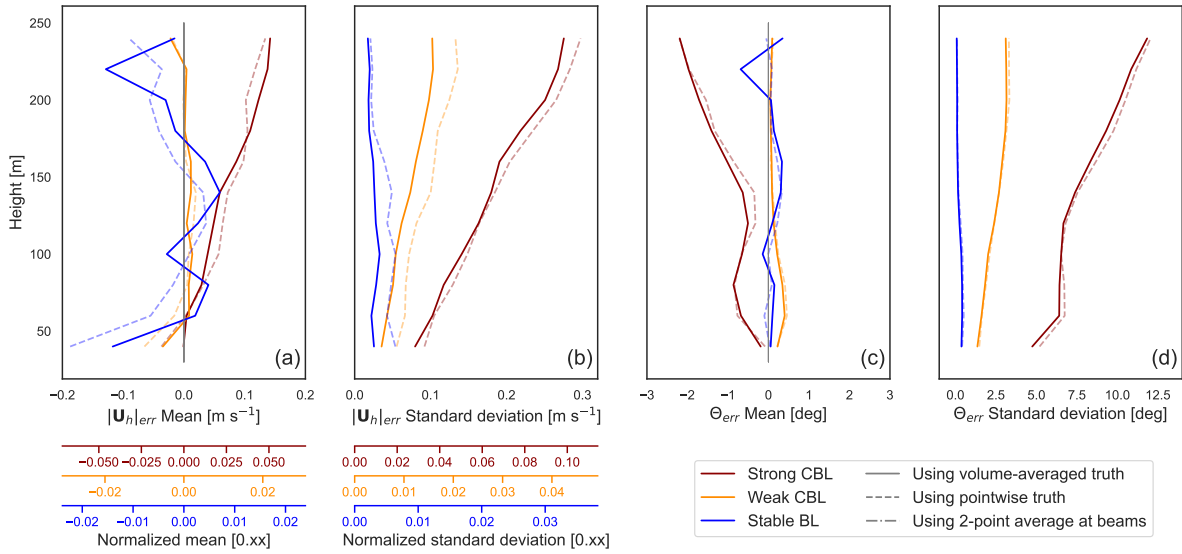 250
200
150
100
50
Height [m]
(a)
(b)
(c)
(d)
−0.2 −0.1 0.0 0.1 0.2
0.0 0.1 0.2 0.3
−3 −2 −1 0 1 2 3
0.0 2.5 5.0 7.5 10.0 12.5
|U_h|_err Mean [m s⁻¹]
|U_h|_err Standard deviation [m s⁻¹]
Θ_err Mean [deg]
Θ_err Standard deviation [deg]
−0.050 −0.025 0.000 0.025 0.050
0.00 0.02 0.04 0.06 0.08 0.10
−0.02 0.00 0.02
0.00 0.01 0.02 0.03 0.04
−0.02 −0.01 0.00 0.01 0.02
0.00 0.01 0.02 0.03
Normalized mean [0.xx]
Normalized standard deviation [0.xx]
Strong CBL
Weak CBL
Stable BL
Using volume-averaged truth
Using pointwise truth
Using 2-point average at beams